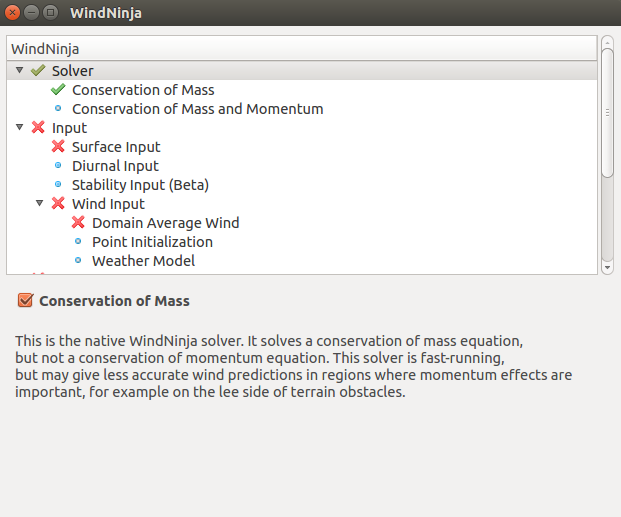 WindNinja
WindNinja
Solver
Conservation of Mass
Conservation of Mass and Momentum
Input
Surface Input
Diurnal Input
Stability Input (Beta)
Wind Input
Domain Average Wind
Point Initialization
Weather Model
Conservation of Mass
This is the native WindNinja solver. It solves a conservation of mass equation,
but not a conservation of momentum equation. This solver is fast-running,
but may give less accurate wind predictions in regions where momentum effects are
important, for example on the lee side of terrain obstacles.